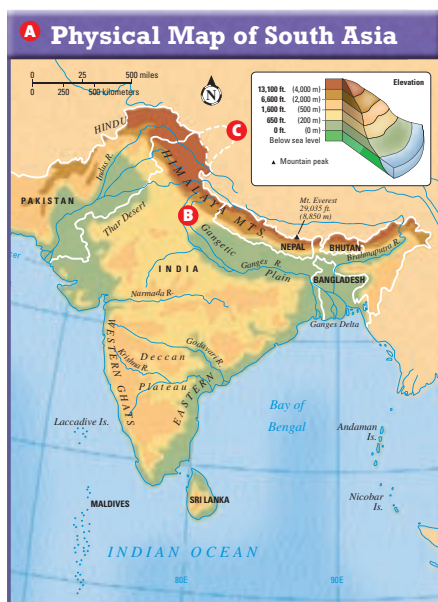 A Physical Map of South Asia
0 250 500 miles
0 250 500 kilometers
N
Elevation
13,100 ft. (4,000 m)
6,600 ft. (2,000 m)
1,600 ft. (500 m)
650 ft. (200 m)
0 ft. (0 m)
Below sea level
▲ Mountain peak
HINDU
C
Indus R.
HIMALAYA MTS.
PAKISTAN
Thar Desert
B
Mt. Everest
29,035 ft.
(8,850 m)
Gangetic
Plain
NEPAL
BHUTAN
Brahmaputra R.
Ganges R.
INDIA
BANGLADESH
Narmada R.
Ganges Delta
WESTERN GHATS
Godavari R.
Krishna R.
Deccan
Plateau
EASTERN
Bay of
Bengal
Laccadive Is.
Andaman
Is.
Nicobar
Is.
MALDIVES
SRI LANKA
INDIAN OCEAN
80E
90E